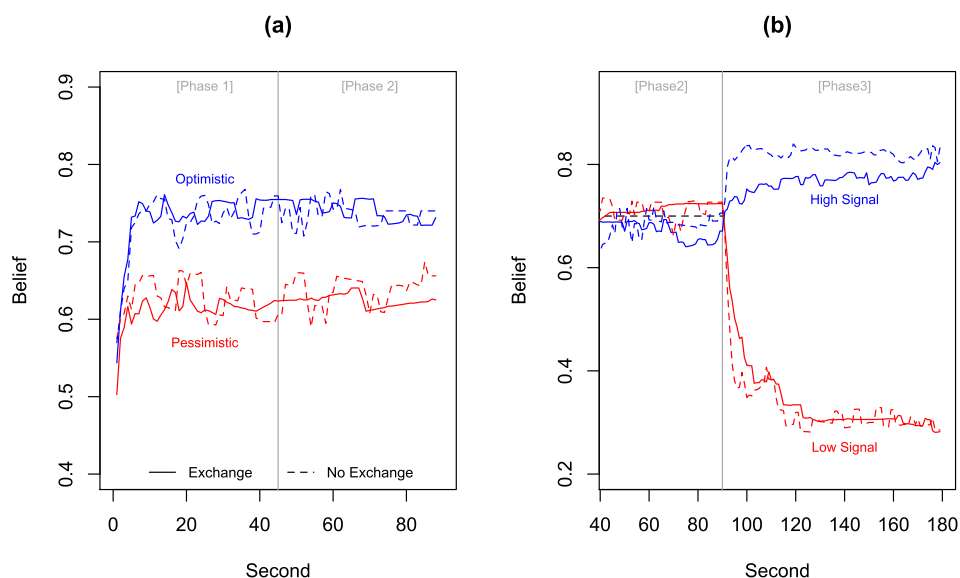 (a)
[Phase 1]
[Phase 2]
Optimistic
Pessimistic
Exchange
No Exchange
0.4
0.5
0.6
0.7
0.8
0.9
Belief
0
20
40
60
80
Second
(b)
[Phase2]
[Phase3]
High Signal
Low Signal
0.2
0.4
0.6
0.8
Belief
40
60
80
100
120
140
160
180
Second